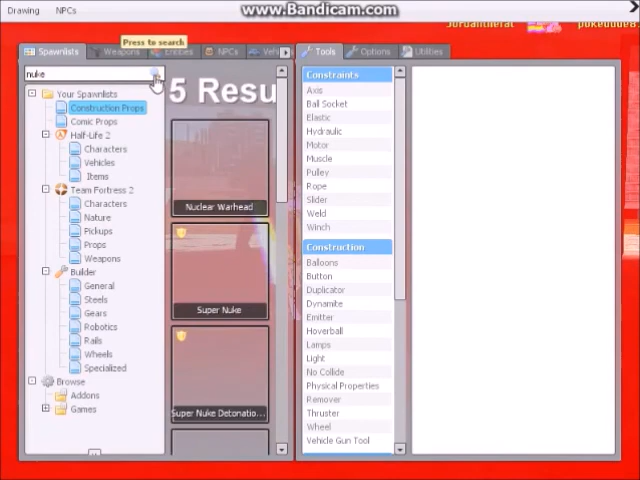 Drawing NPCs
www.Bandicam.com
Jordantherat
pokedude8
Press to search
Spawnlists Weapons Entities NPCs Vehi
Tools Options Utilities
nuke
5 Resu
Your Spawnlists
Construction Props
Comic Props
Half-Life 2
Characters
Vehicles
Items
Team Fortress 2
Characters
Nature
Pickups
Props
Weapons
Builder
General
Steels
Gears
Robotics
Rails
Wheels
Specialized
Browse
Addons
Games
Nuclear Warhead
Super Nuke
Super Nuke Detonatio...
Constraints
Axis
Ball Socket
Elastic
Hydraulic
Motor
Muscle
Pulley
Rope
Slider
Weld
Winch
Construction
Balloons
Button
Duplicator
Dynamite
Emitter
Hoverball
Lamps
Light
No Collide
Physical Properties
Remover
Thruster
Wheel
Vehicle Gun Tool